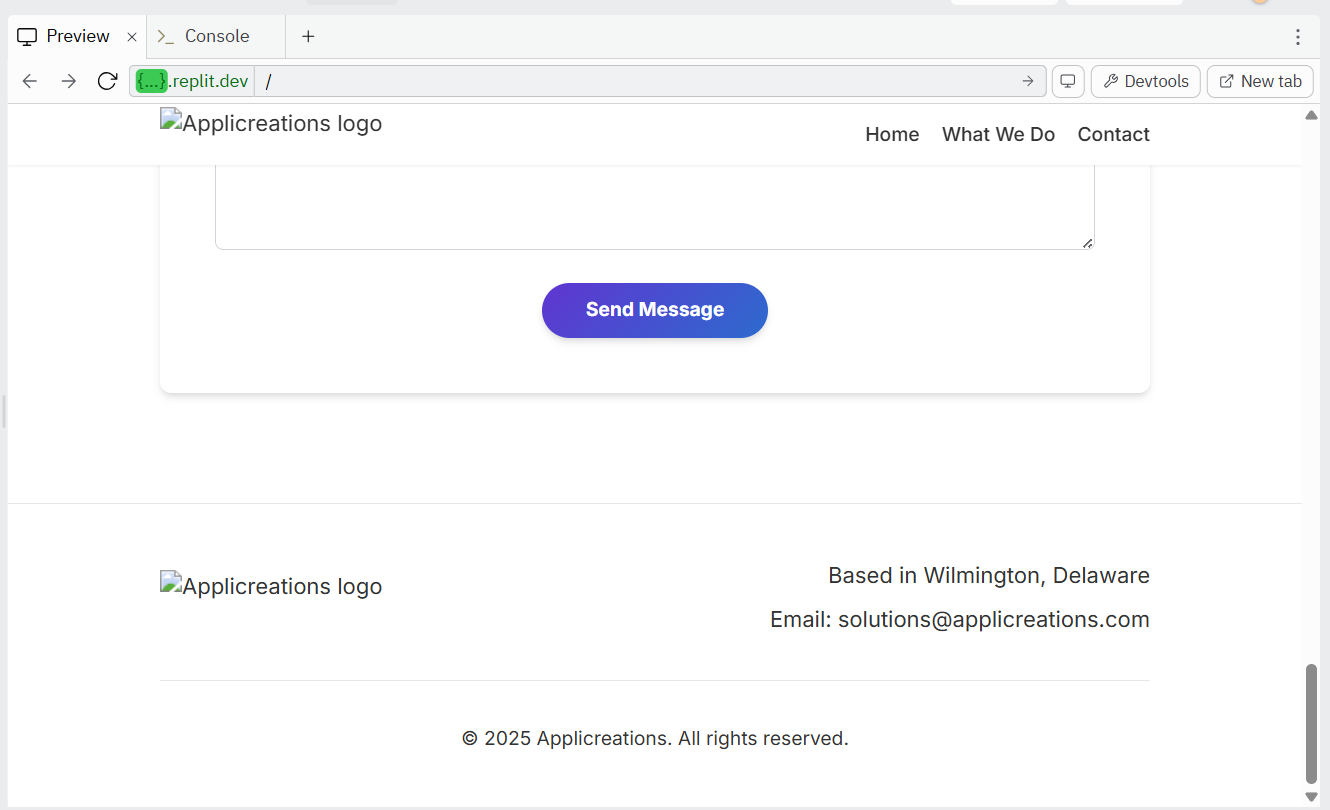 Preview
Console
{...}.replit.dev /
Devtools
New tab
Applicreations logo
Home What We Do Contact
Send Message
Applicreations logo
Based in Wilmington, Delaware
Email: solutions@applicreations.com
© 2025 Applicreations. All rights reserved.